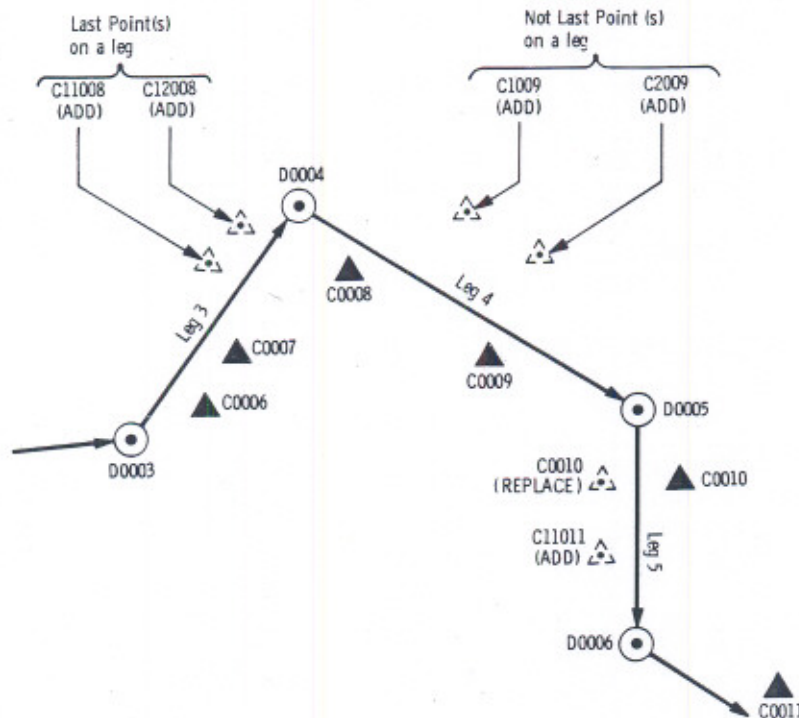 Last Point(s)
on a leg
Not Last Point (s)
on a leg
C11008
(ADD)
C12008
(ADD)
C1009
(ADD)
C2009
(ADD)
D0004
Leg 3
C0008
Leg 4
C0007
C0006
C0009
D0003
D0005
C0010
(REPLACE)
C0010
C11011
(ADD)
Leg 5
D0006
C0011